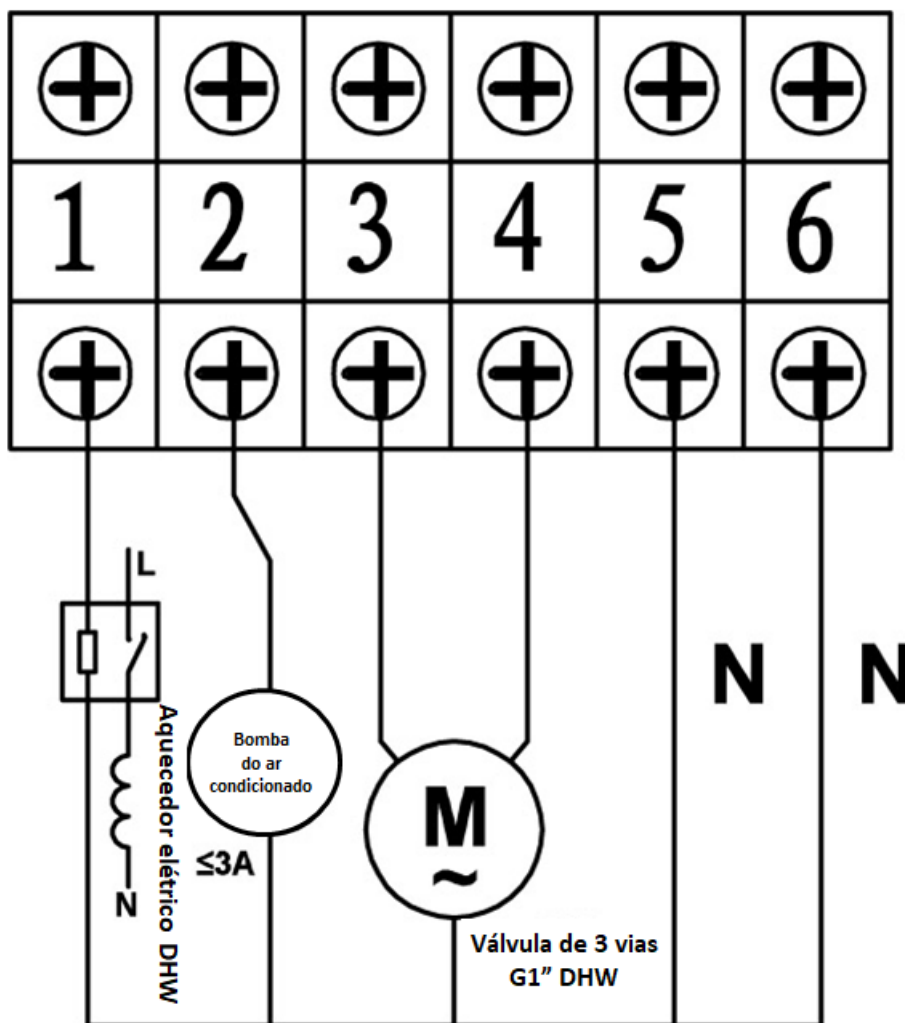 1 2 3 4 5 6
L
Aquecedor elétrico DHW
N
Bomba
do ar
condicionado
≤3A
M
~
Válvula de 3 vias
G1” DHW
N N